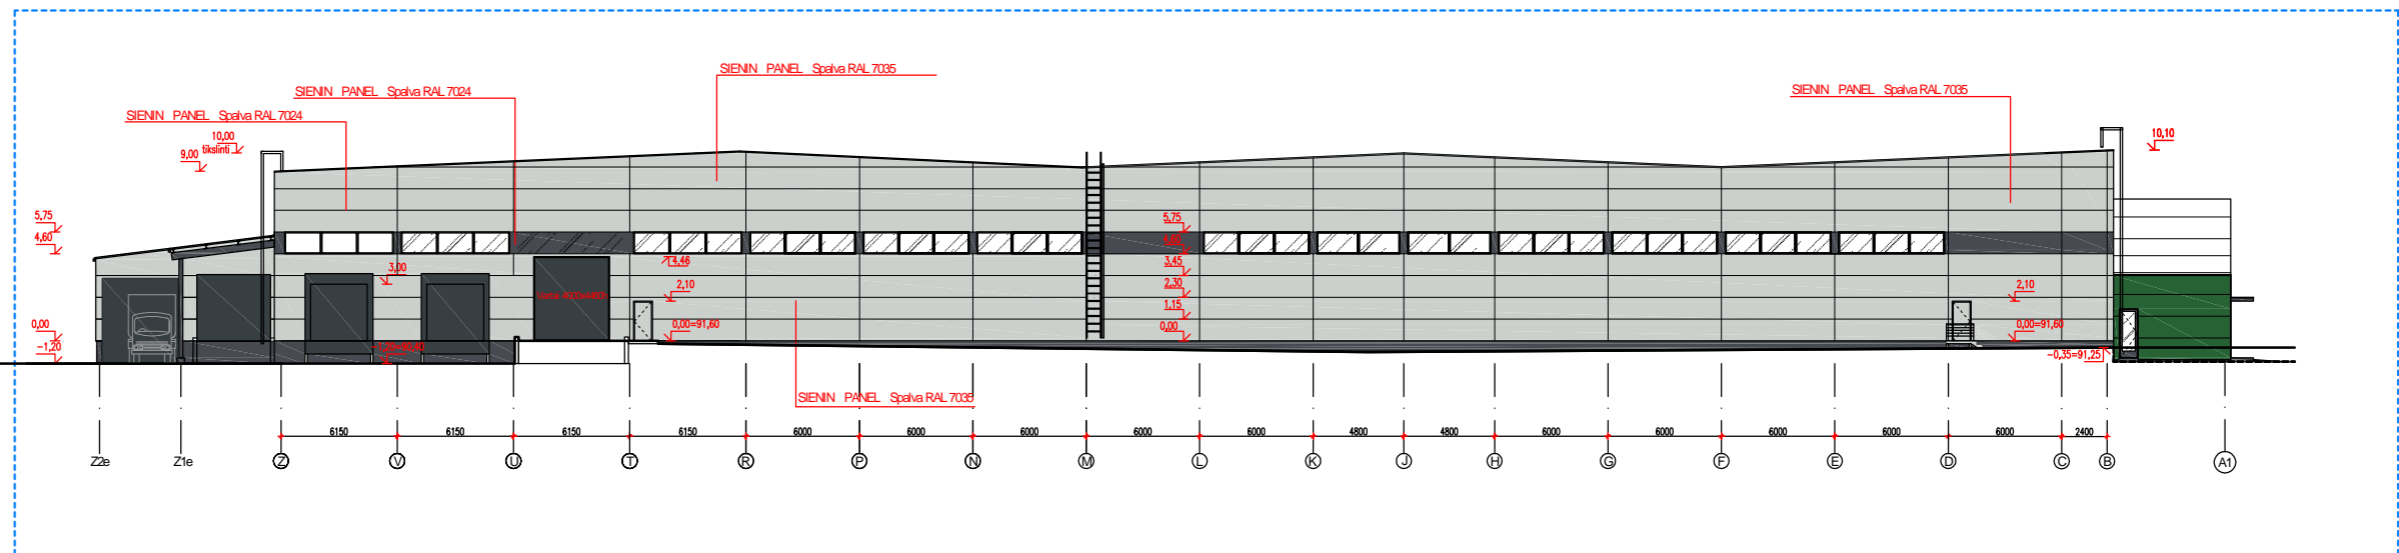 SIENIN PANEL Spalva RAL 7035
SIENIN PANEL Spalva RAL 7024
SIENIN PANEL Spalva RAL 7035
SIENIN PANEL Spalva RAL 7024
10,00
tikslinti
9,00
10,10
5,75
4,60
5,75
4,46
3,00
3,45
2,10
2,30
2,10
1,15
0,00
0,00=91,60
0,00
0,00=91,60
-1,20
-0,35=91,25
SIENIN PANEL Spalva RAL 7035
6150 6150 6150 6150 6000 6000 6000 6000 6000 4800 4800 6000 6000 6000 6000 6000 2400
Z2e Z1e Z V U T R P N M L K J H G F E D C B A1